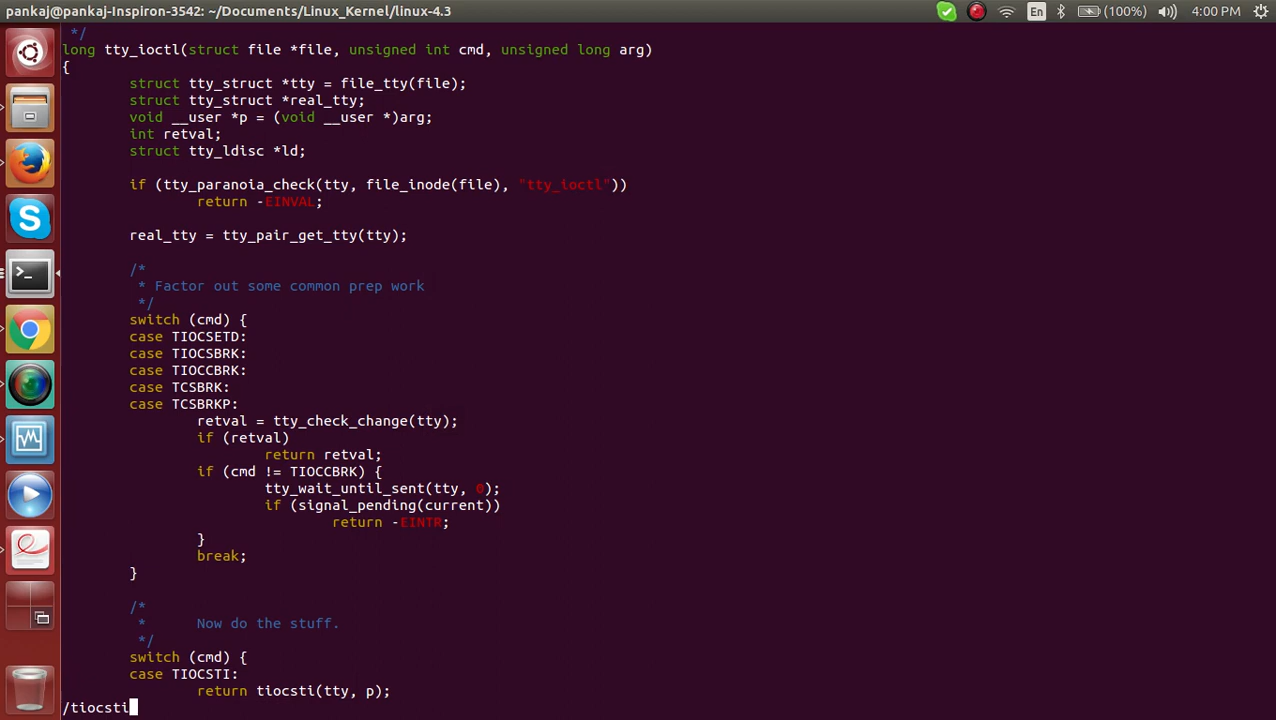 pankaj@pankaj-Inspiron-3542: ~/Documents/Linux_Kernel/linux-4.3 En (100%) 4:00 PM
 */
long tty_ioctl(struct file *file, unsigned int cmd, unsigned long arg)
{
        struct tty_struct *tty = file_tty(file);
        struct tty_struct *real_tty;
        void __user *p = (void __user *)arg;
        int retval;
        struct tty_ldisc *ld;

        if (tty_paranoia_check(tty, file_inode(file), "tty_ioctl"))
                return -EINVAL;

        real_tty = tty_pair_get_tty(tty);

        /*
         * Factor out some common prep work
         */
        switch (cmd) {
        case TIOCSETD:
        case TIOCSBRK:
        case TIOCCBRK:
        case TCSBRK:
        case TCSBRKP:
                retval = tty_check_change(tty);
                if (retval)
                        return retval;
                if (cmd != TIOCCBRK) {
                        tty_wait_until_sent(tty, 0);
                        if (signal_pending(current))
                                return -EINTR;
                }
                break;
        }

        /*
         *      Now do the stuff.
         */
        switch (cmd) {
        case TIOCSTI:
                return tiocsti(tty, p);
/tiocsti